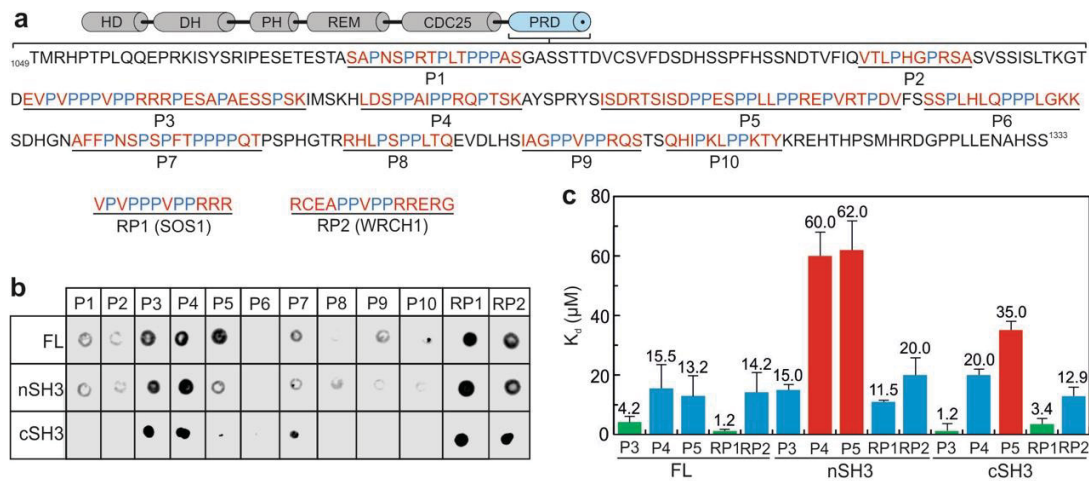 a
HD DH PH REM CDC25 PRD
1049TMRHPTPLQQEPRKISYSRIPESETESTASAPNSPRTPLTPPPASGASSTTDVCSVFDSDHSSPFHSSNDTVFIQVTLPHGPRSASVSSISLTKGT
P1 P2
DEVPVPPPVPPRRRPESAPAESSPSKIMSKHLDSPPAIPPRQPTSKAYSPRYSISDRTSISDPPESPPLLPPREPVRTPDVFSSSPLHLQPPPLGKK
P3 P4 P5 P6
SDHGNAFFPNSPSPFTPPPPQTPSPHGTRRHLPSPPLTQEVDLHSIAGPPVPPRQSTSQHIPKLPPKTYKREHTHPSMHRDGPPLLENAHSS1333
P7 P8 P9 P10
VPVPPPVPPRRR RCEAPPVPPRRERG
RP1 (SOS1) RP2 (WRCH1)
b
P1 P2 P3 P4 P5 P6 P7 P8 P9 P10 RP1 RP2
FL
nSH3
cSH3
c
Kd (µM)
80
60
40
20
0
4.2 15.5 13.2 1.2 14.2 15.0 60.0 62.0 11.5 20.0 1.2 20.0 35.0 3.4 12.9
P3 P4 P5 RP1 RP2 P3 P4 P5 RP1 RP2 P3 P4 P5 RP1 RP2
FL nSH3 cSH3